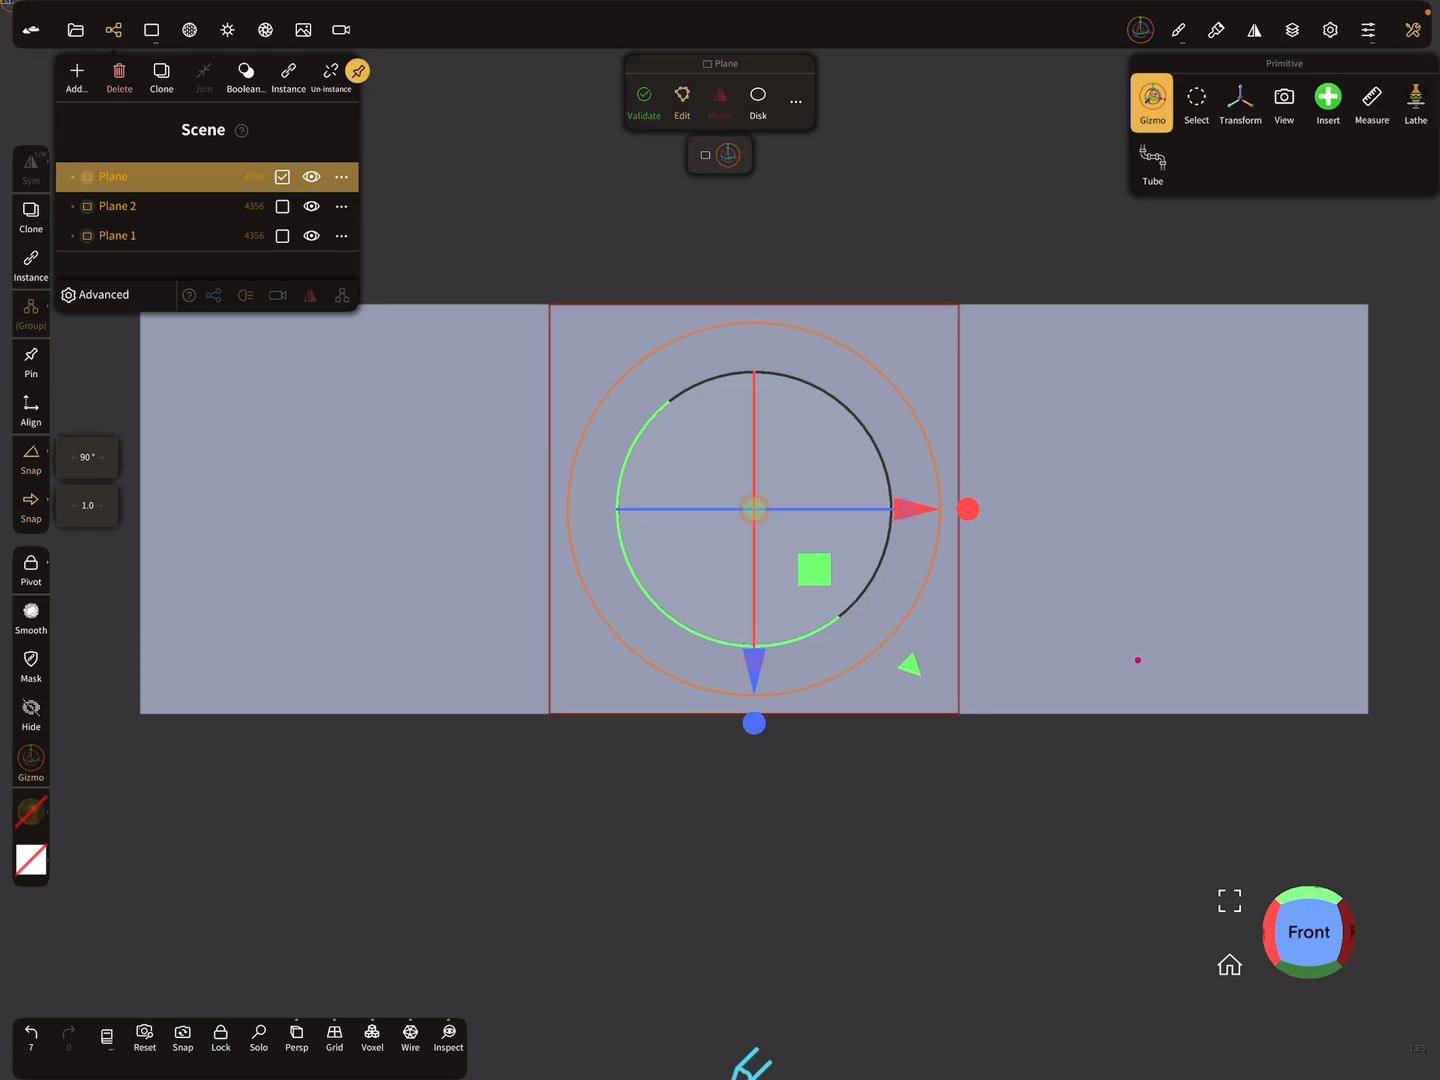 Add...
Delete
Clone
Join
Boolean...
Instance
Un-instance
Scene
?
Plane 4356
Plane 2 4356
Plane 1 4356
Advanced
?
L/W
Sym
Clone
Instance
(Group)
Pin
Align
Snap
90 °
Snap
1.0
Pivot
Smooth
Mask
Hide
Gizmo
Plane
Validate
Edit
Mirror
Disk
...
Primitive
Gizmo
Select
Transform
View
Insert
Measure
Lathe
Tube
Front
7
0
...
Reset
Snap
Lock
Solo
Persp
Grid
Voxel
Wire
Inspect
1.85